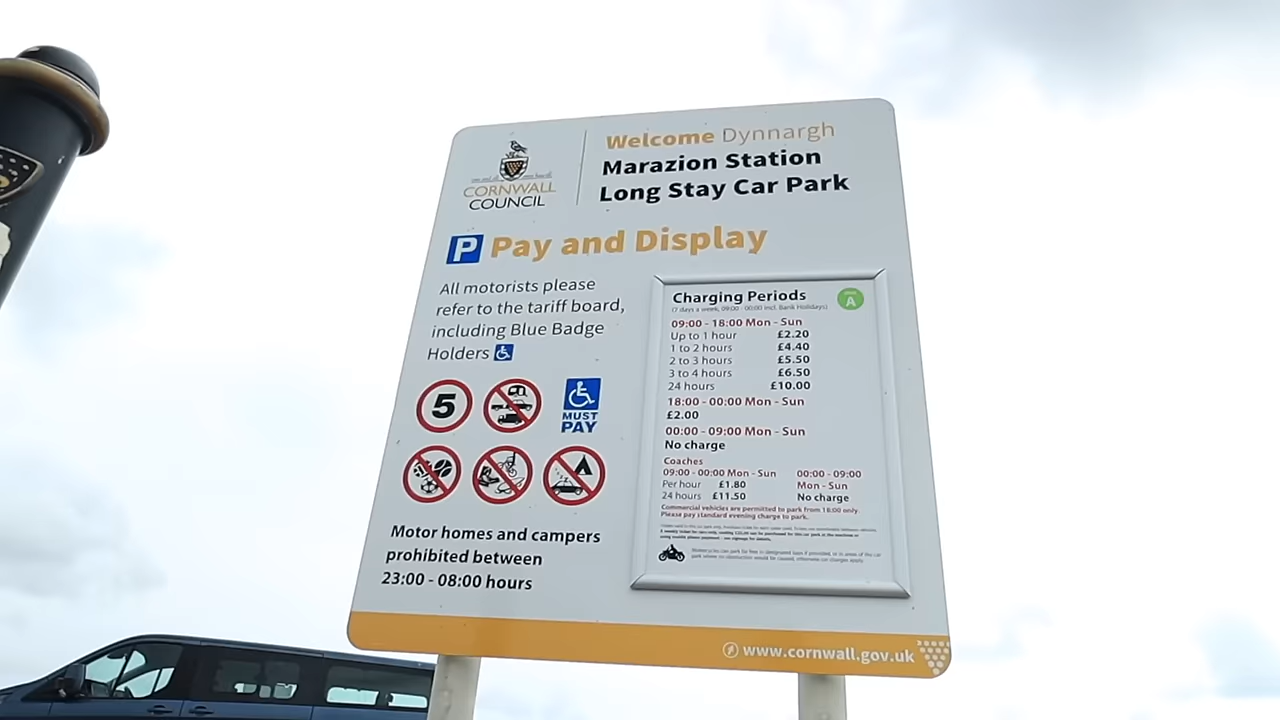 Welcome Dynnargh
Marazion Station
Long Stay Car Park
CORNWALL
COUNCIL
P Pay and Display
All motorists please
refer to the tariff board,
including Blue Badge
Holders
5
MUST
PAY
Motor homes and campers
prohibited between
23:00 - 08:00 hours
Charging Periods
A
(7 days a week, 09:00 - 00:00 incl. Bank Holidays)
09:00 - 18:00 Mon - Sun
Up to 1 hour £2.20
1 to 2 hours £4.40
2 to 3 hours £5.50
3 to 4 hours £6.50
24 hours £10.00
18:00 - 00:00 Mon - Sun
£2.00
00:00 - 09:00 Mon - Sun
No charge
Coaches
09:00 - 00:00 Mon - Sun 00:00 - 09:00
Per hour £1.80 Mon - Sun
24 hours £11.50 No charge
Commercial vehicles are permitted to park from 18:00 only.
Please pay standard evening charge to park.
www.cornwall.gov.uk